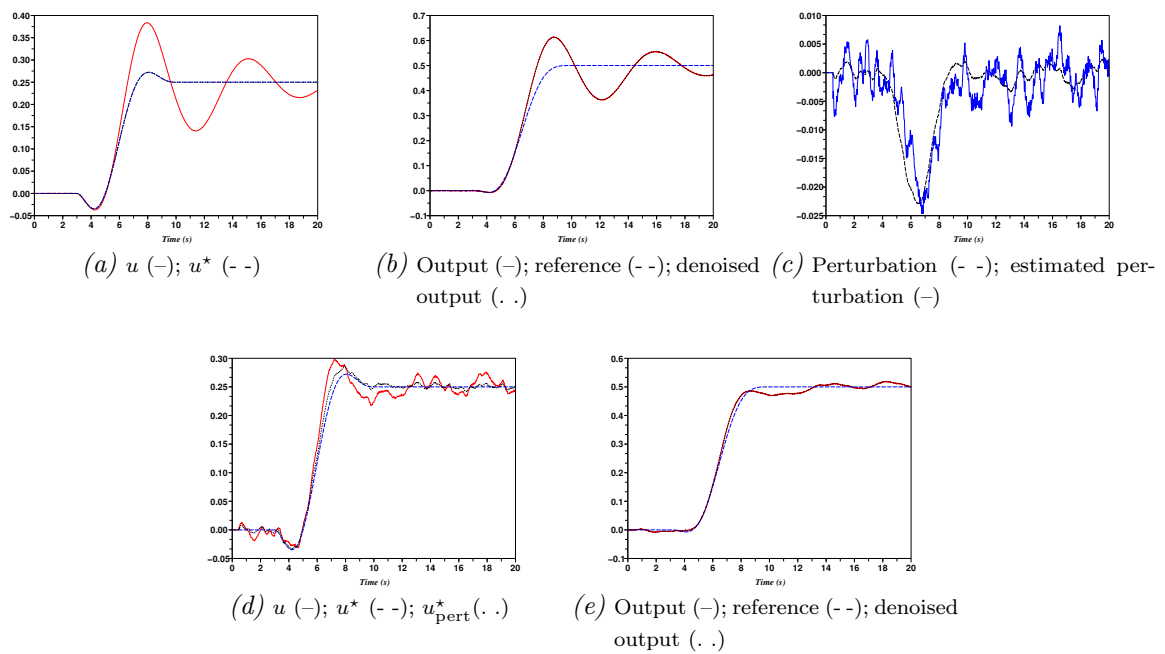 0.40
0.35
0.30
0.25
0.20
0.15
0.10
0.05
0.00
−0.05
0 2 4 6 8 10 12 14 16 18 20
Time (s)
(a) u (–); u⋆ (- -)
0.7
0.6
0.5
0.4
0.3
0.2
0.1
0.0
−0.1
0 2 4 6 8 10 12 14 16 18 20
Time (s)
(b) Output (–); reference (- -); denoised
output (. .)
0.010
0.005
0.000
−0.005
−0.010
−0.015
−0.020
−0.025
0 2 4 6 8 10 12 14 16 18 20
Time (s)
(c) Perturbation (- -); estimated per-
turbation (–)
0.30
0.25
0.20
0.15
0.10
0.05
0.00
−0.05
0 2 4 6 8 10 12 14 16 18 20
Time (s)
(d) u (–); u⋆ (- -); u⋆pert(. .)
0.6
0.5
0.4
0.3
0.2
0.1
0.0
−0.1
0 2 4 6 8 10 12 14 16 18 20
Time (s)
(e) Output (–); reference (- -); denoised
output (. .)